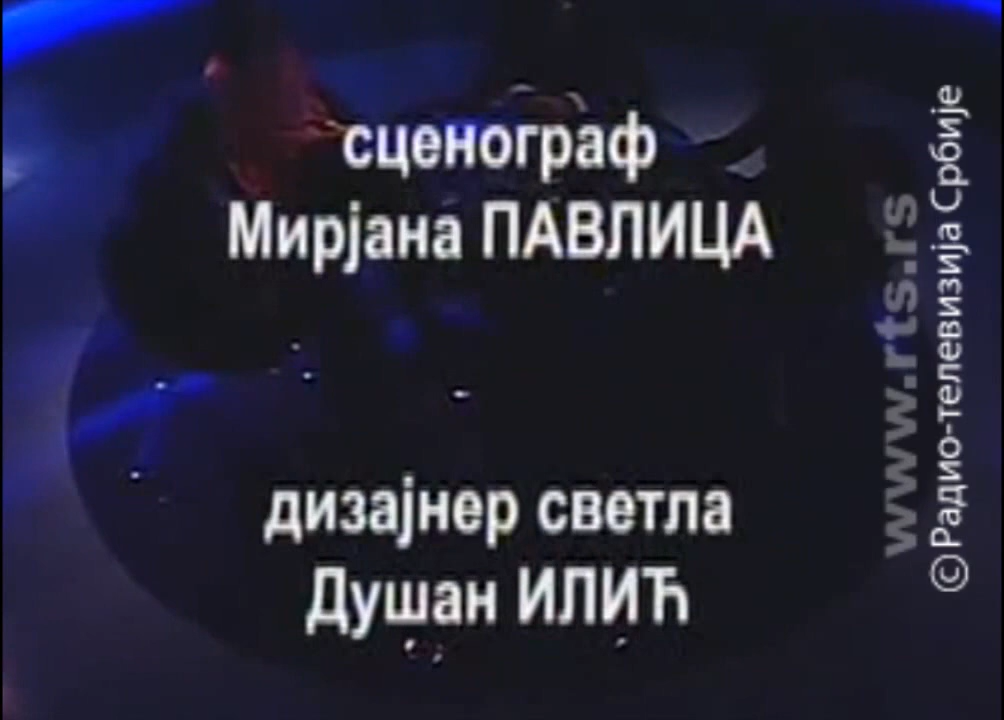 сценограф
Мирјана ПАВЛИЦА
дизајнер светла
Душан ИЛИЋ
www.rts.rs
©Радио-телевизија Србије